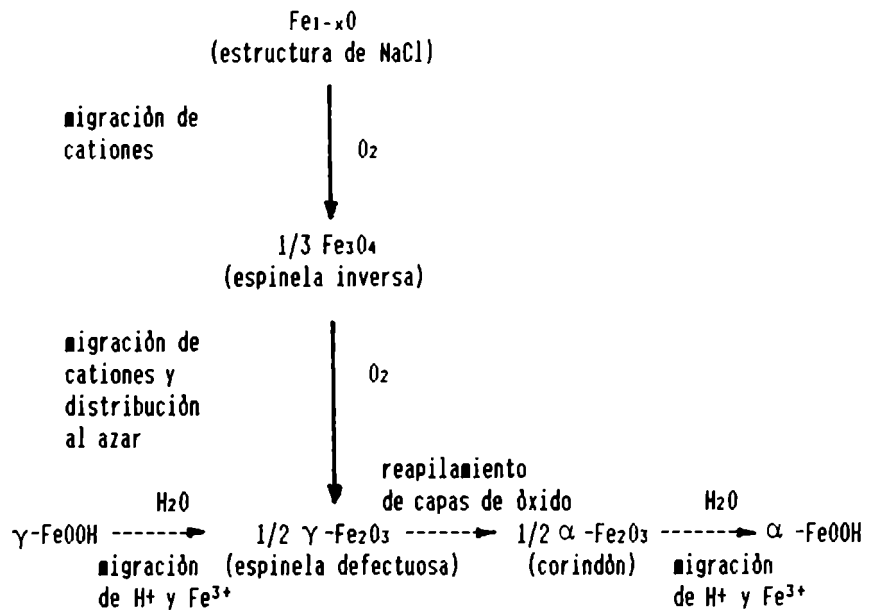 Fe₁₋ₓO
(estructura de NaCl)
migración de
cationes
O₂
1/3 Fe₃O₄
(espinela inversa)
migración de
cationes y
distribución
al azar
O₂
reapilamiento
de capas de óxido
H₂O
H₂O
γ-FeOOH 1/2 γ-Fe₂O₃ 1/2 α-Fe₂O₃ α -FeOOH
migración (espinela defectuosa) (corindón) migración
de H+ y Fe³⁺ de H+ y Fe³⁺